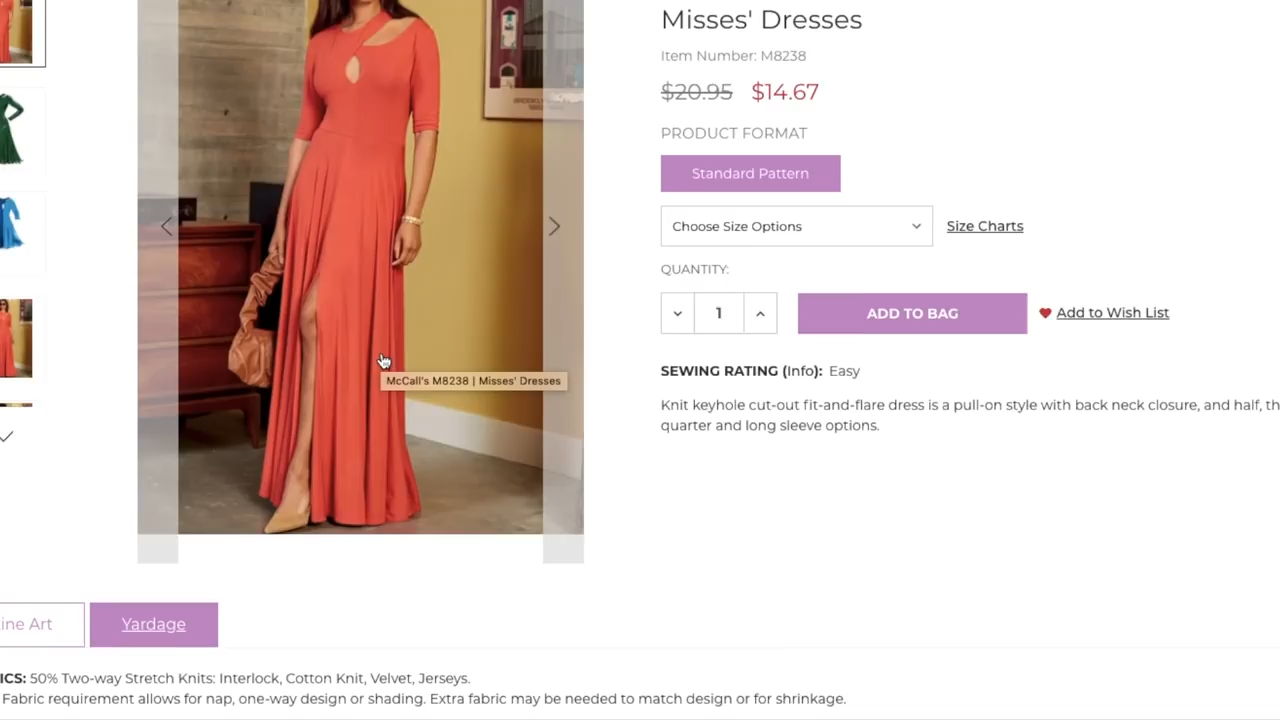 Misses' Dresses
Item Number: M8238
$20.95 $14.67
PRODUCT FORMAT
Standard Pattern
Choose Size Options
Size Charts
QUANTITY:
1
ADD TO BAG
Add to Wish List
SEWING RATING (Info): Easy
McCall's M8238 | Misses' Dresses
Knit keyhole cut-out fit-and-flare dress is a pull-on style with back neck closure, and half, th
quarter and long sleeve options.
ine Art
Yardage
ICS: 50% Two-way Stretch Knits: Interlock, Cotton Knit, Velvet, Jerseys.
Fabric requirement allows for nap, one-way design or shading. Extra fabric may be needed to match design or for shrinkage.